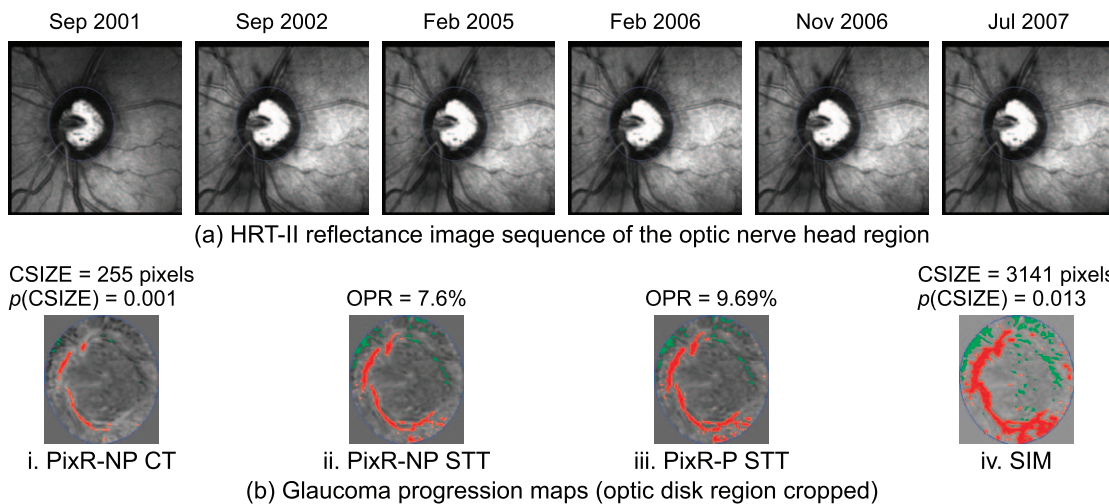 Sep 2001 Sep 2002 Feb 2005 Feb 2006 Nov 2006 Jul 2007
(a) HRT-II reflectance image sequence of the optic nerve head region
CSIZE = 255 pixels CSIZE = 3141 pixels
p(CSIZE) = 0.001 OPR = 7.6% OPR = 9.69% p(CSIZE) = 0.013
i. PixR-NP CT ii. PixR-NP STT iii. PixR-P STT iv. SIM
(b) Glaucoma progression maps (optic disk region cropped)